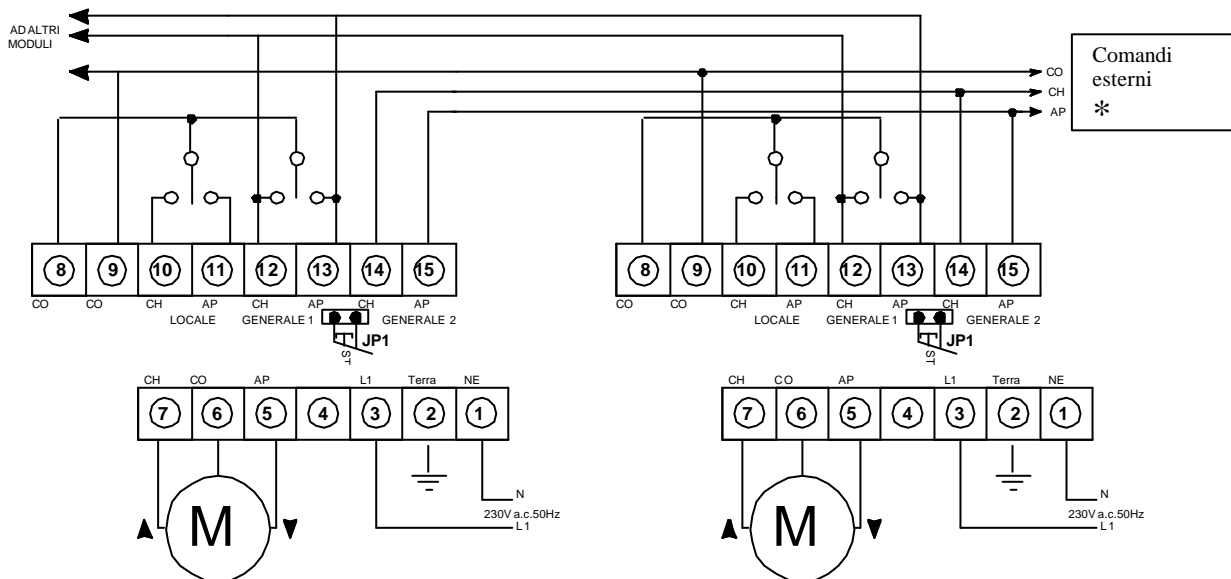 AD ALTRI
MODULI
Comandi
esterni
*
CO
CH
AP
8 9 10 11 12 13 14 15
CO CO CH AP CH AP CH AP
LOCALE GENERALE 1 GENERALE 2
JP1
ST
8 9 10 11 12 13 14 15
CO CO CH AP CH AP CH AP
LOCALE GENERALE 1 GENERALE 2
JP1
ST
CH CO AP L1 Terra NE
7 6 5 4 3 2 1
M
N
230V a.c.50Hz
L1
CH CO AP L1 Terra NE
7 6 5 4 3 2 1
M
N
230V a.c.50Hz
L1